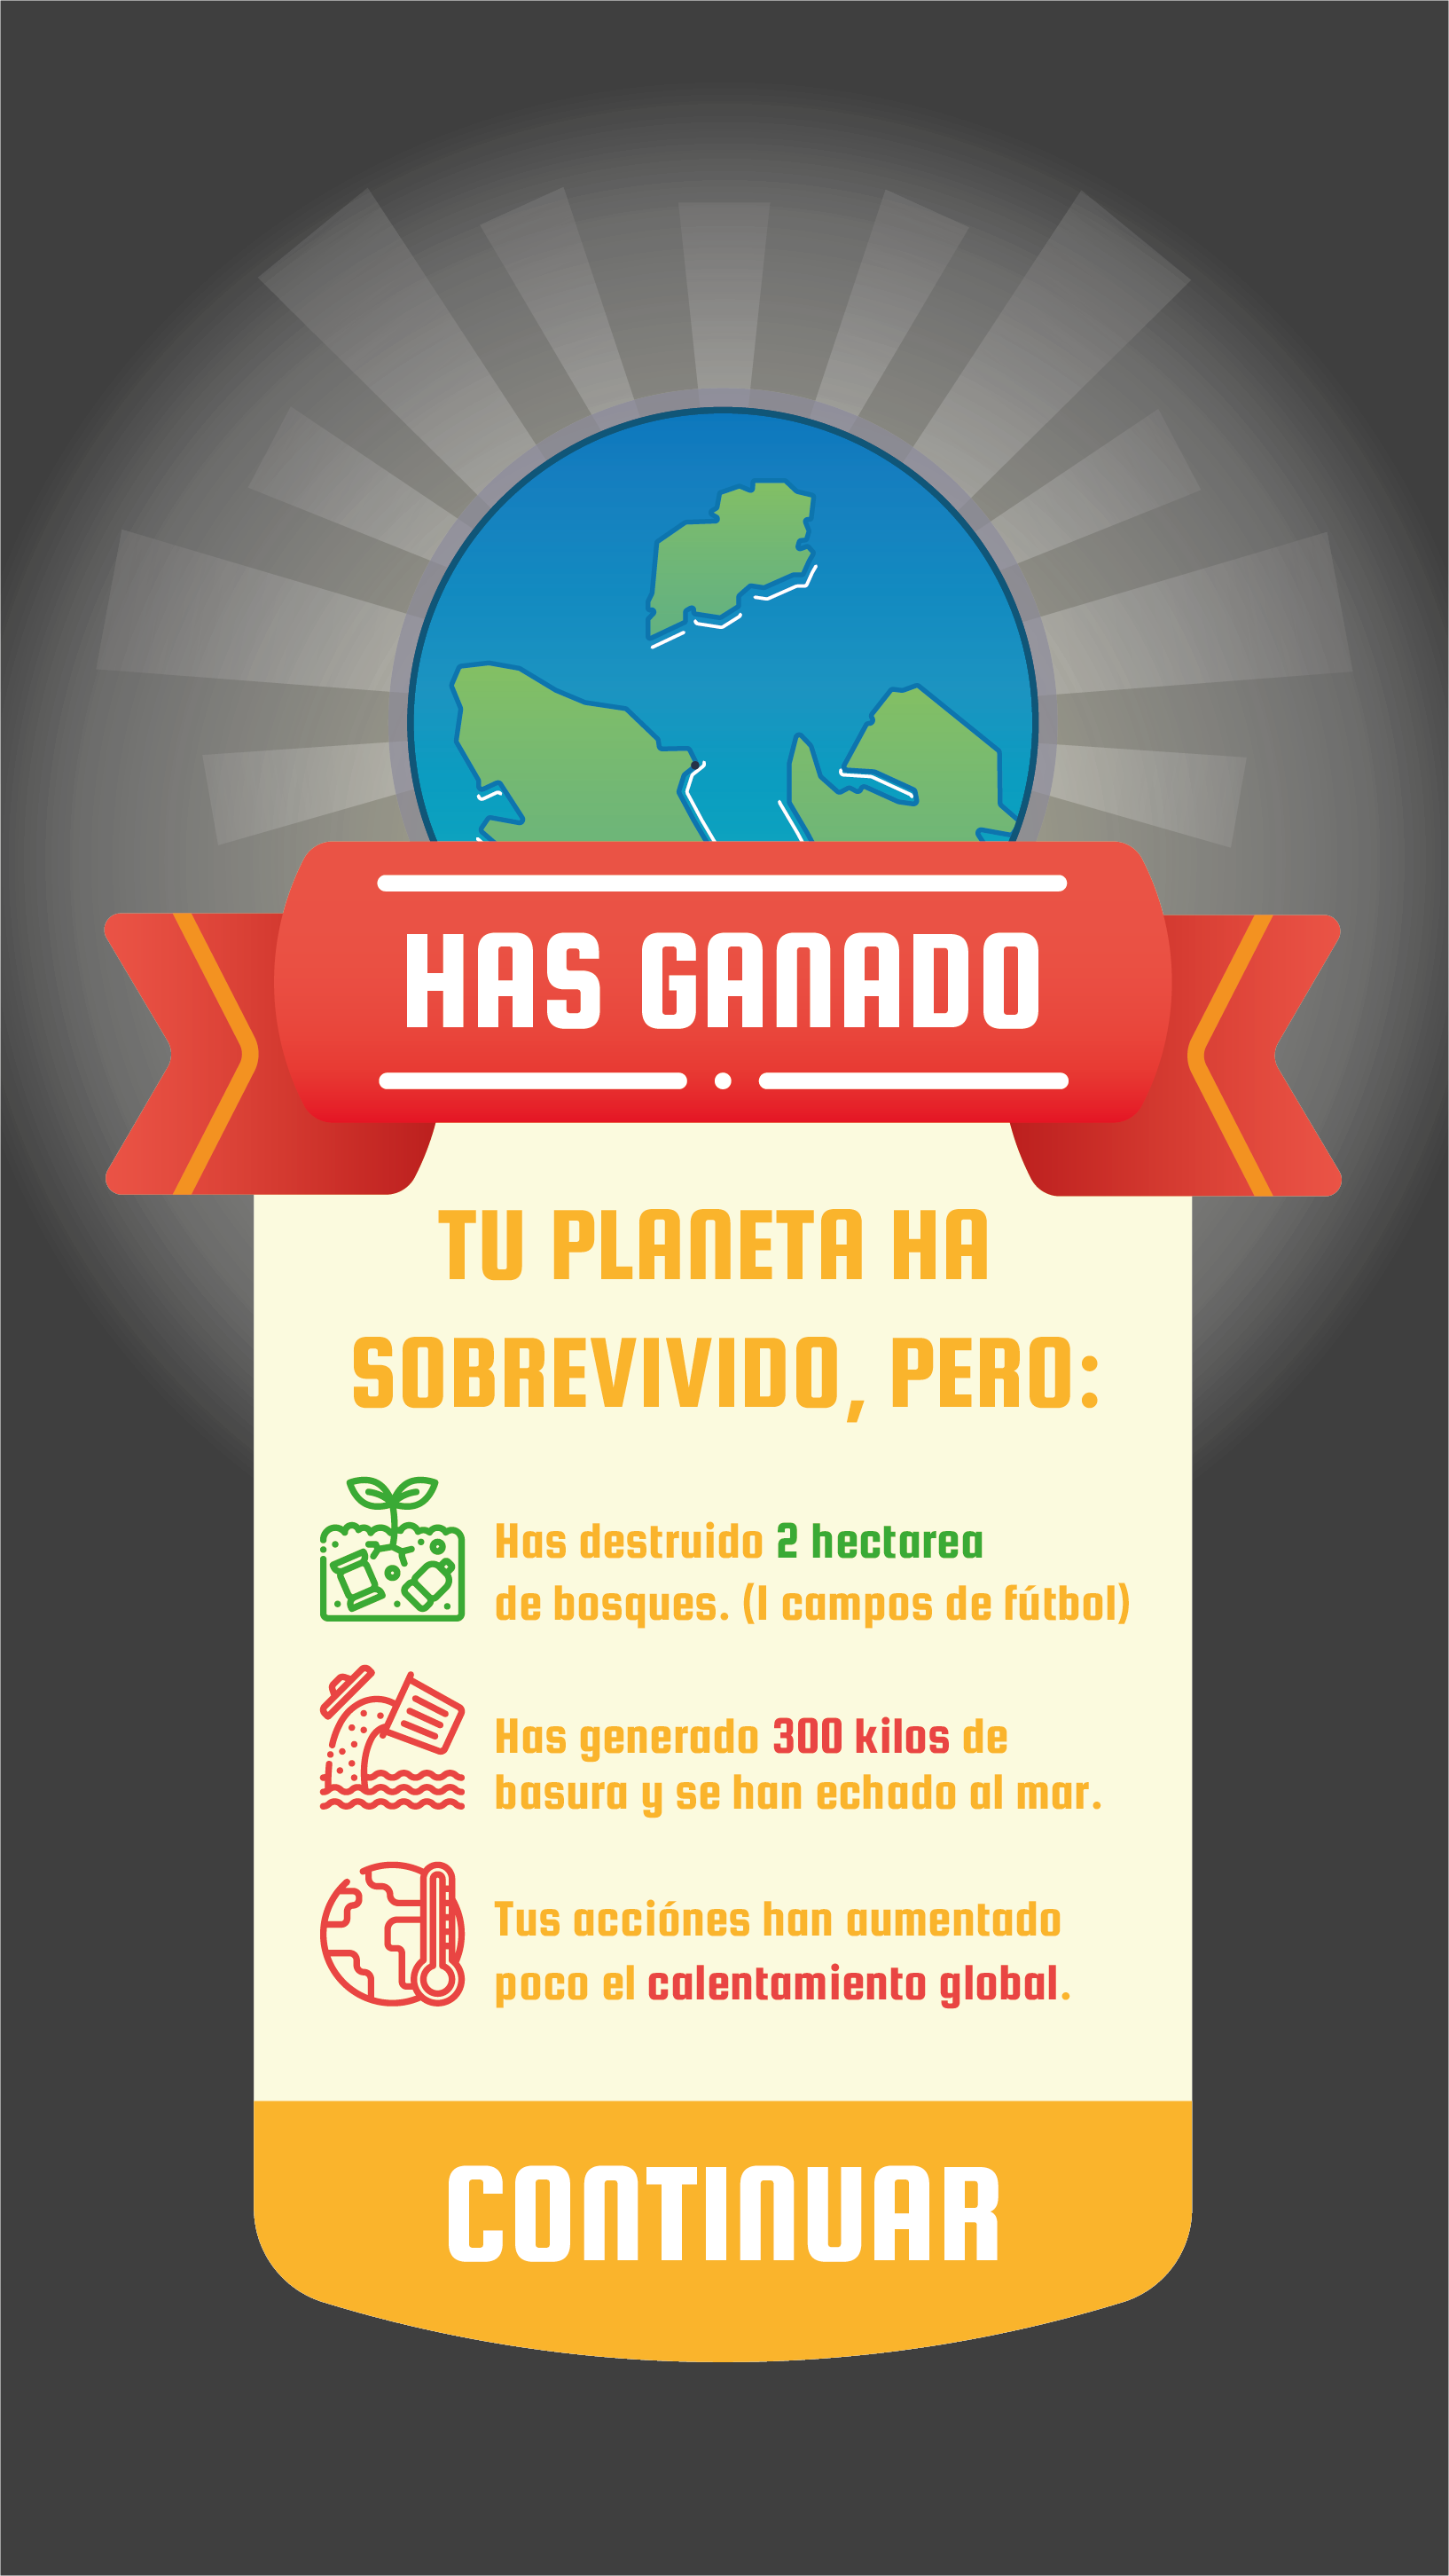 HAS GANADO
TU PLANETA HA
SOBREVIVIDO, PERO:
Has destruido 2 hectarea
de bosques. (1 campos de fútbol)
Has generado 300 kilos de
basura y se han echado al mar.
Tus acciónes han aumentado
poco el calentamiento global.
CONTINUAR